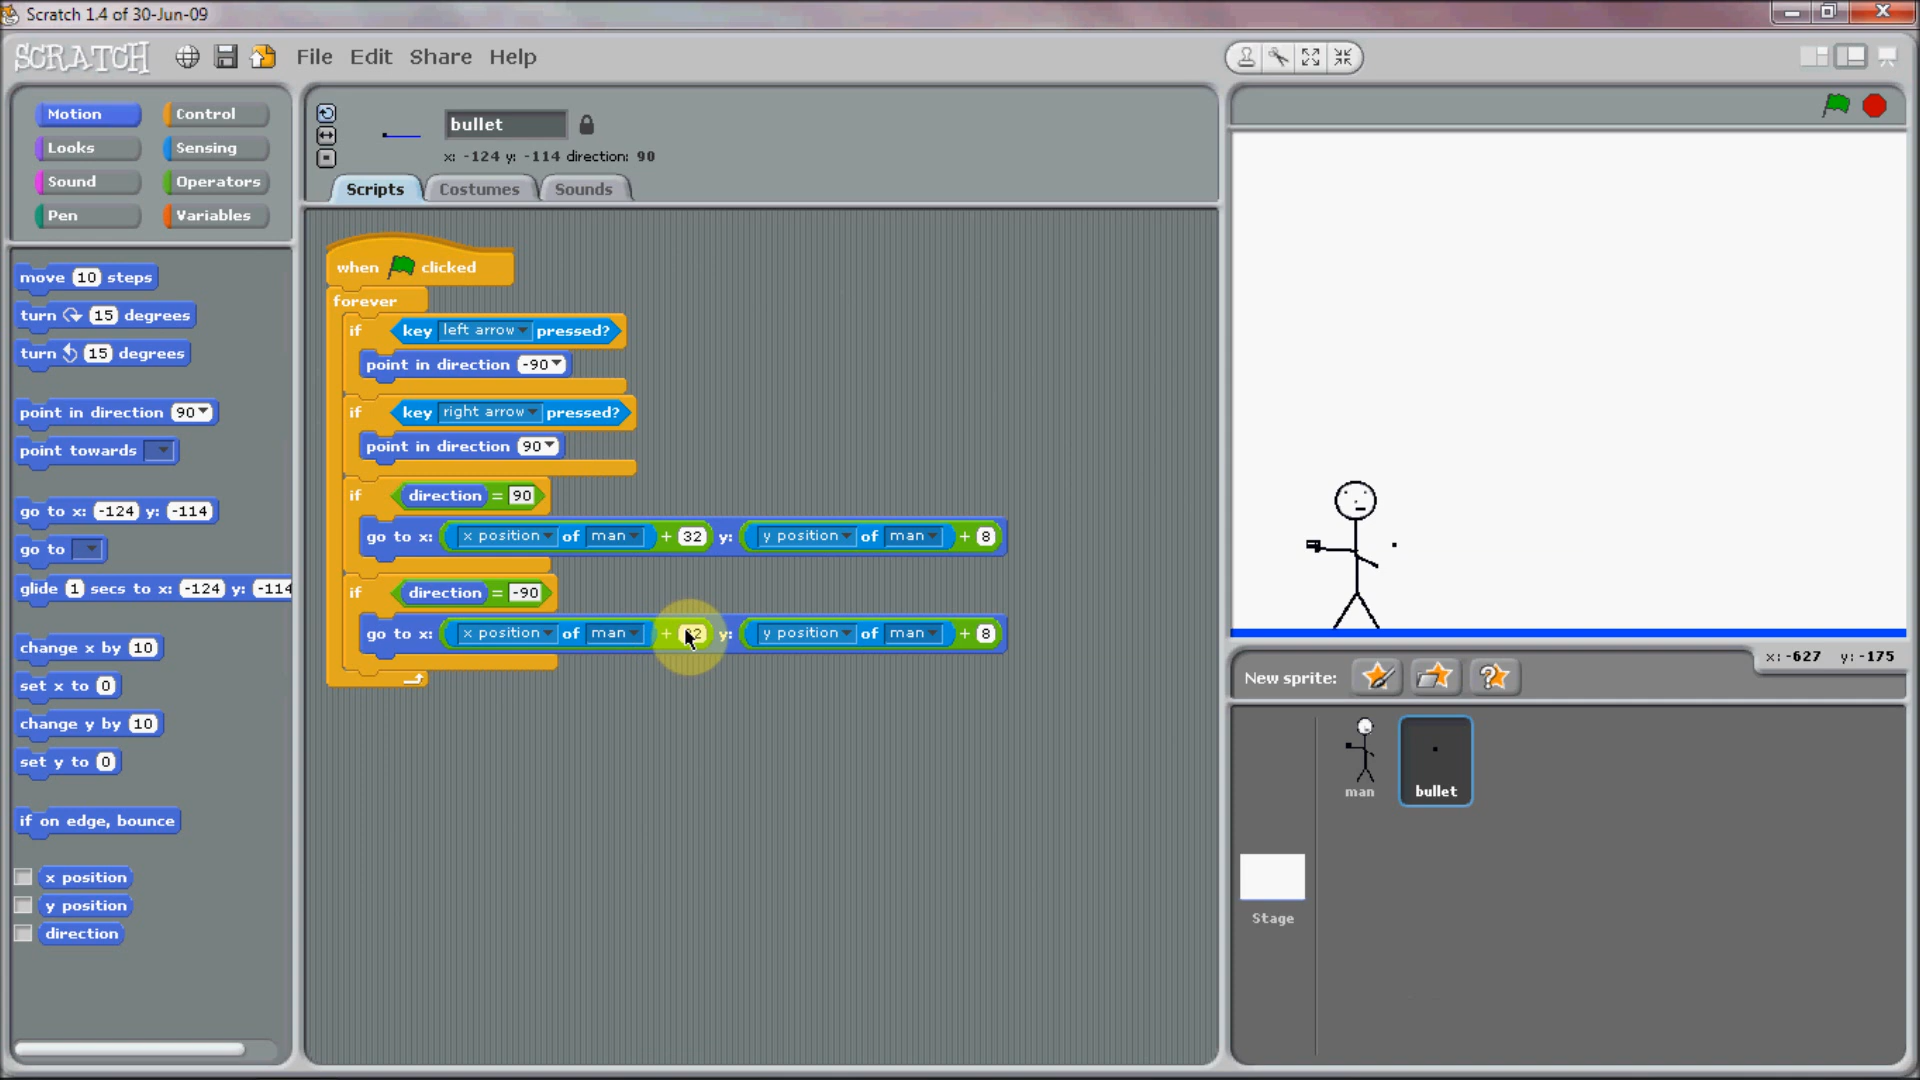 Scratch 1.4 of 30-Jun-09
SCRATCH File Edit Share Help
Motion Control
Looks Sensing
Sound Operators
Pen Variables
move 10 steps
turn 15 degrees
turn 15 degrees
point in direction 90
point towards
go to x: -124 y: -114
go to
glide 1 secs to x: -124 y: -114
change x by 10
set x to 0
change y by 10
set y to 0
if on edge, bounce
x position
y position
direction
bullet
x: -124 y: -114 direction: 90
Scripts Costumes Sounds
when clicked
forever
if key left arrow pressed?
point in direction -90
if key right arrow pressed?
point in direction 90
if direction = 90
go to x: x position of man + 32 y: y position of man + 8
if direction = -90
go to x: x position of man + y: y position of man + 8
x: -627 y: -175
New sprite:
man
bullet
Stage